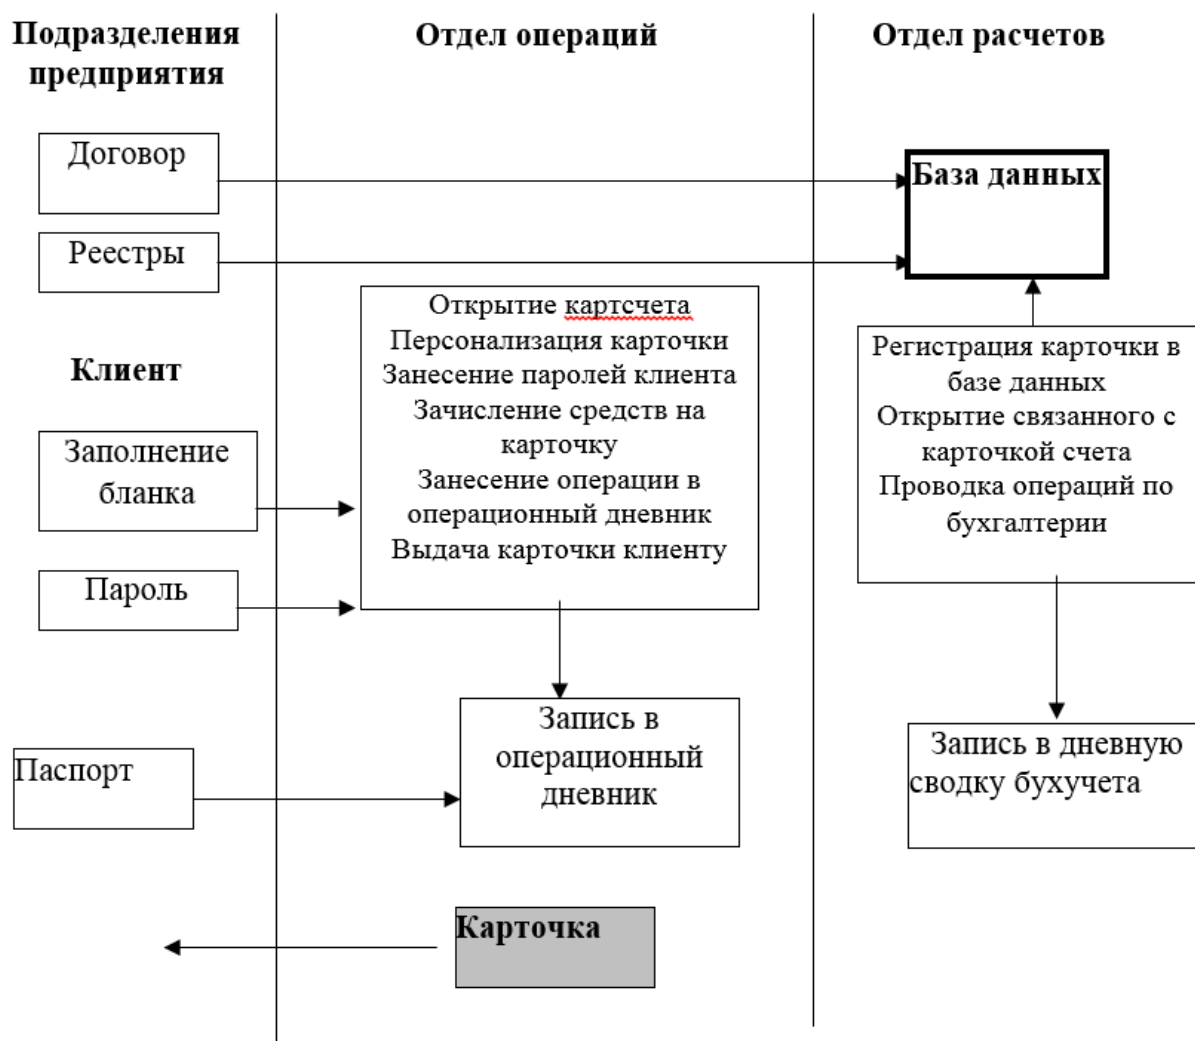 Подразделения
предприятия
Отдел операций
Отдел расчетов
Договор
База данных
Реестры
Открытие картсчета
Персонализация карточки
Занесение паролей клиента
Зачисление средств на
карточку
Занесение операции в
операционный дневник
Выдача карточки клиенту
Регистрация карточки в
базе данных
Открытие связанного с
карточкой счета
Проводка операций по
бухгалтерии
Клиент
Заполнение
бланка
Пароль
Запись в
операционный
дневник
Запись в дневную
сводку бухучета
Паспорт
Карточка